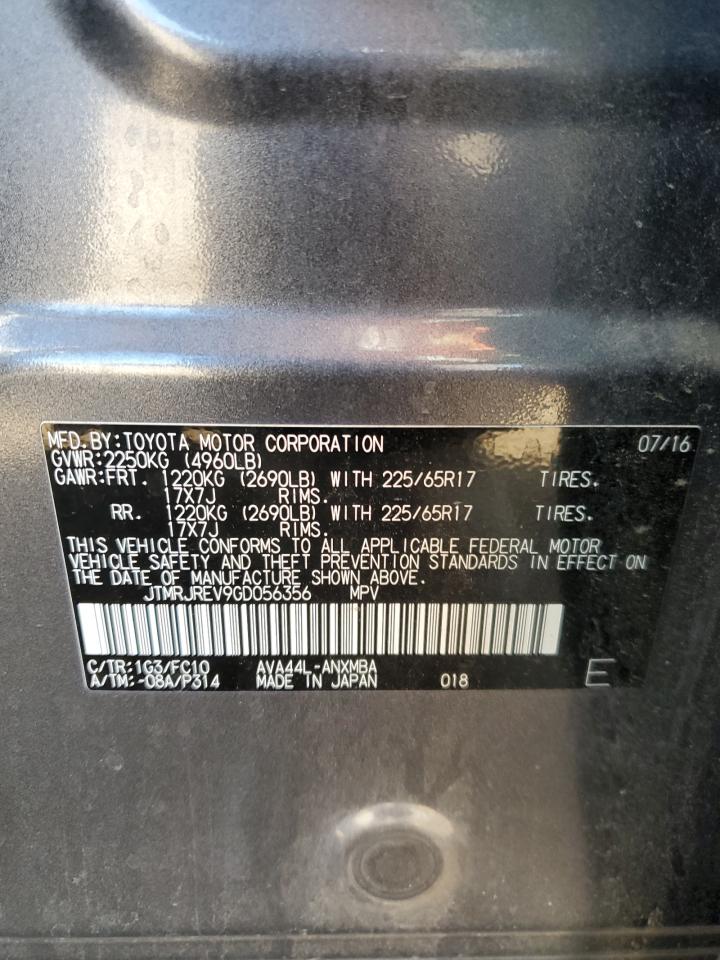 MFD.BY:TOYOTA MOTOR CORPORATION 07/16
GVWR:2250KG (4960LB)
GAWR:FRT. 1220KG (2690LB) WITH 225/65R17 TIRES.
17X7J RIMS.
RR. 1220KG (2690LB) WITH 225/65R17 TIRES.
17X7J RIMS.
THIS VEHICLE CONFORMS TO ALL APPLICABLE FEDERAL MOTOR
VEHICLE SAFETY AND THEFT PREVENTION STANDARDS IN EFFECT ON
THE DATE OF MANUFACTURE SHOWN ABOVE.
JTMRJREV9GD056356 MPV
C/TR:1G3/FC10 AVA44L-ANXMBA
A/TM:-08A/P314 MADE IN JAPAN 018 E